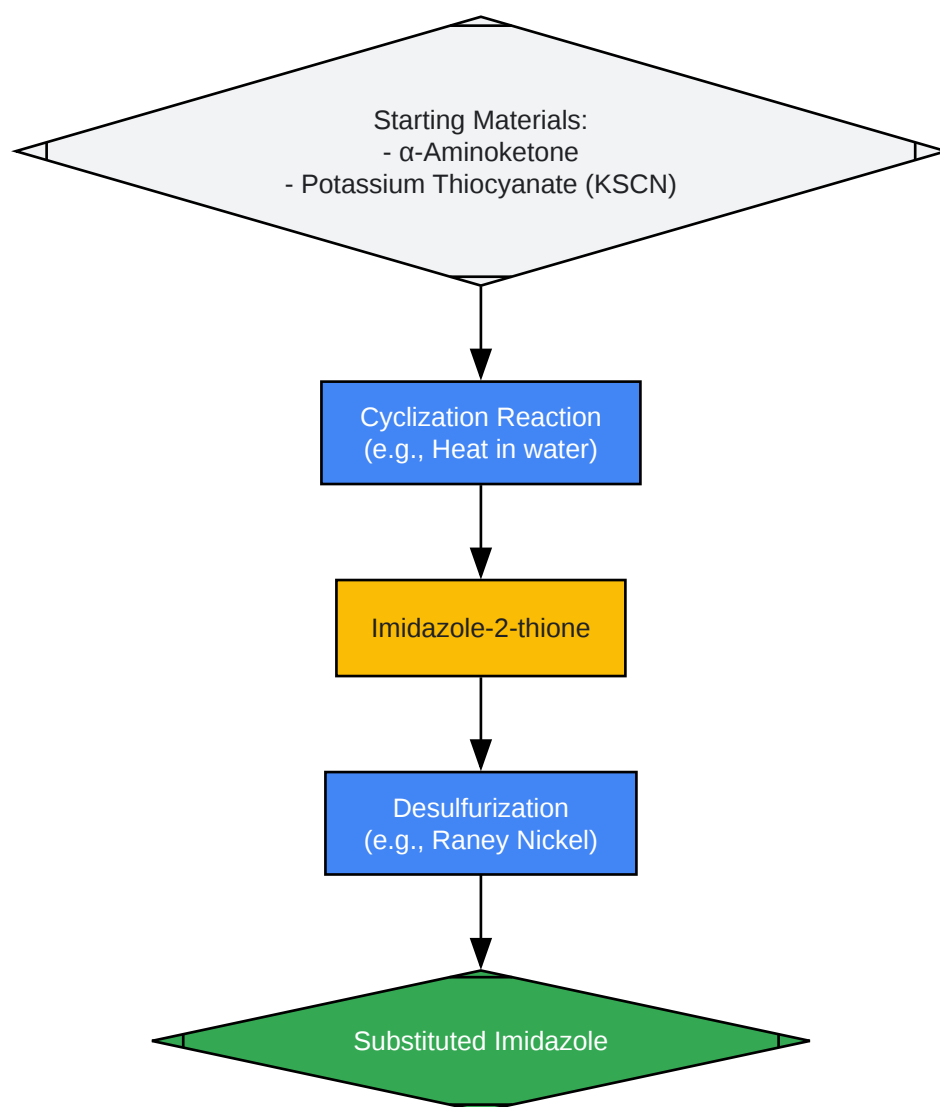 Starting Materials:
- α-Aminoketone
- Potassium Thiocyanate (KSCN)
Cyclization Reaction
(e.g., Heat in water)
Imidazole-2-thione
Desulfurization
(e.g., Raney Nickel)
Substituted Imidazole